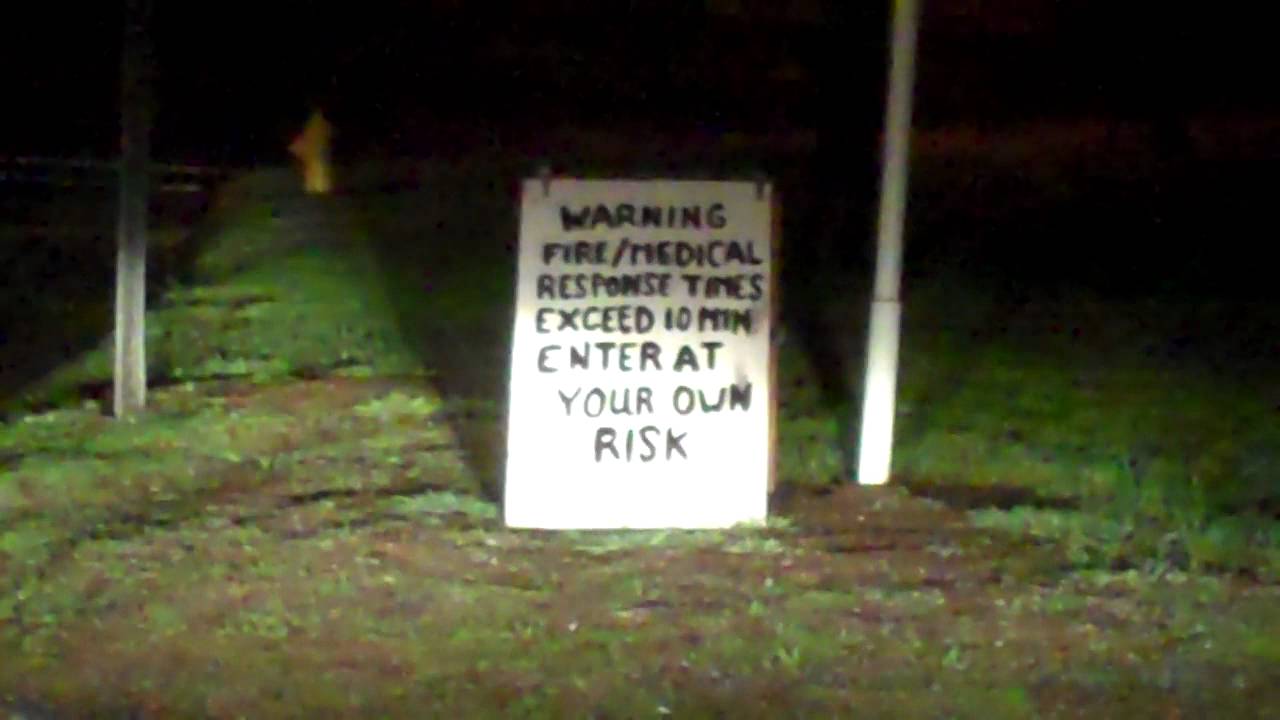 WARNING
FIRE/MEDICAL
RESPONSE TIMES
EXCEED 10 MIN
ENTER AT
YOUR OWN
RISK